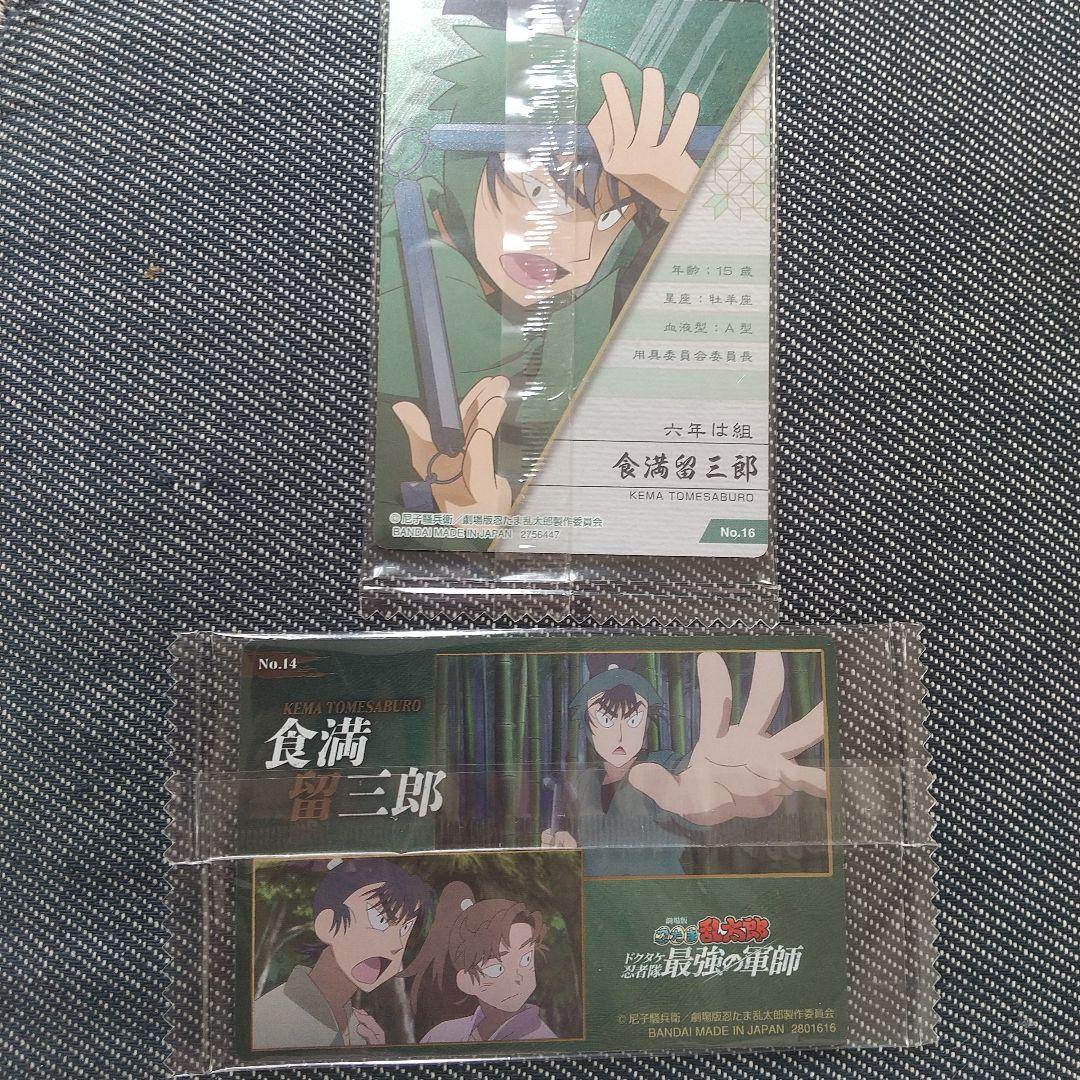 年齢：15歳
星座：牡羊座
血液型：A型
用具委員会委員長
六年は組
食満留三郎
KEMA TOMESABURO
©尼子騒兵衛／劇場版忍たま乱太郎製作委員会
BANDAI MADE IN JAPAN 2756447
No.16
No.14
KEMA TOMESABURO
食満
留三郎
劇場版
忍たま乱太郎
ドクタケ
忍者隊最強の軍師
©尼子騒兵衛／劇場版忍たま乱太郎製作委員会
BANDAI MADE IN JAPAN 2801616